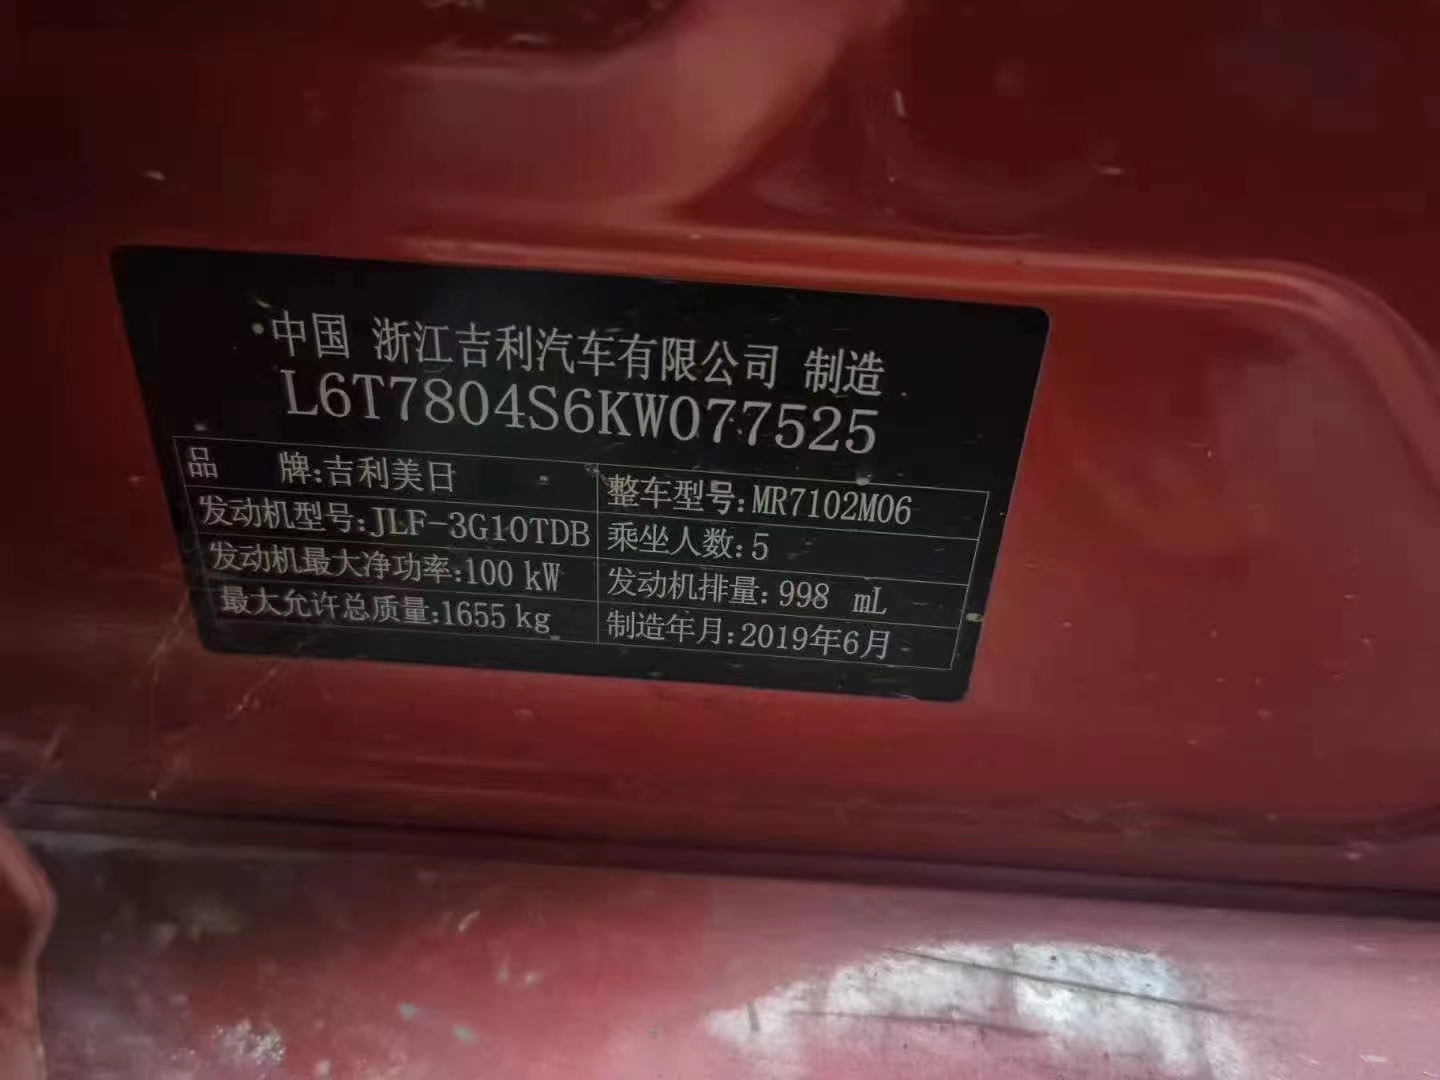 中国 浙江吉利汽车有限公司 制造
L6T7804S6KW077525
品 牌:吉利美日 整车型号:MR7102M06
发动机型号:JLF-3G10TDB 乘坐人数:5
发动机最大净功率:100 kW 发动机排量:998 mL
最大允许总质量:1655 kg 制造年月:2019年6月